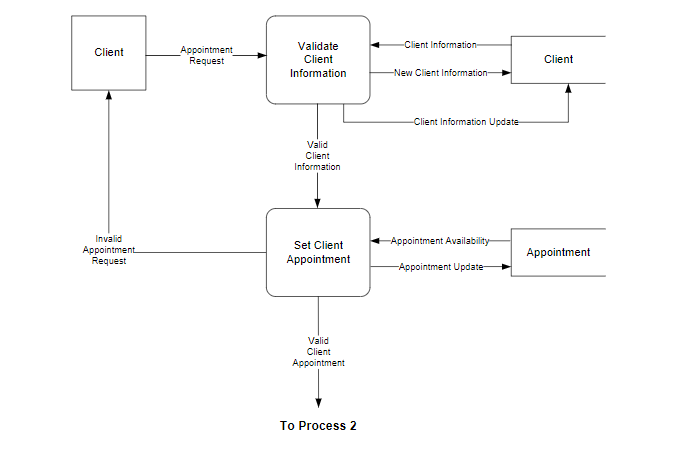 Client
Appointment
Request
Validate
Client
Information
Client Information
New Client Information
Client
Client Information Update
Valid
Client
Information
Invalid
Appointment
Request
Set Client
Appointment
Appointment Availability
Appointment Update
Appointment
Valid
Client
Appointment
To Process 2